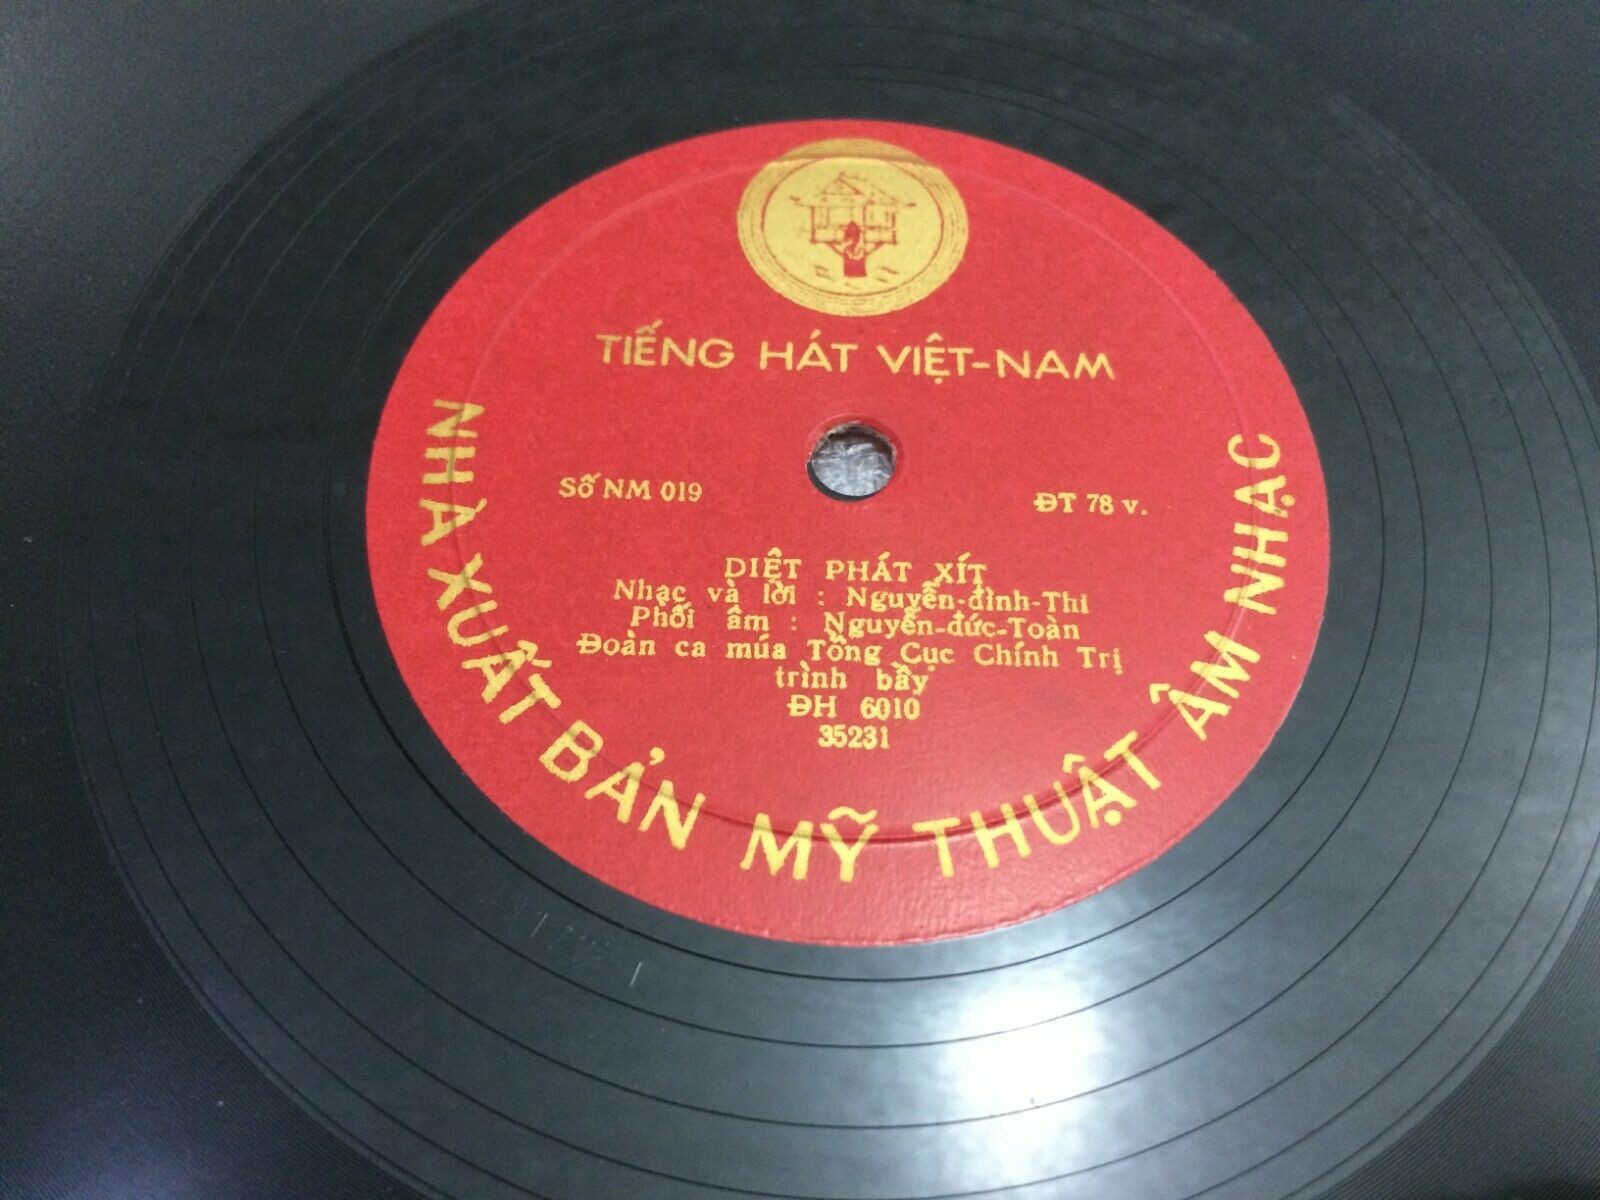 TIẾNG HÁT VIỆT-NAM
Số NM 019
ĐT 78 v.
DIỆT PHÁT XÍT
Nhạc và lời : Nguyễn-đình-Thi
Phối âm : Nguyễn-đức-Toàn
Đoàn ca múa Tổng Cục Chính Trị
trình bầy
ĐH 6010
35231
NHÀ XUẤT BẢN MỸ THUẬT ÂM NHẠC